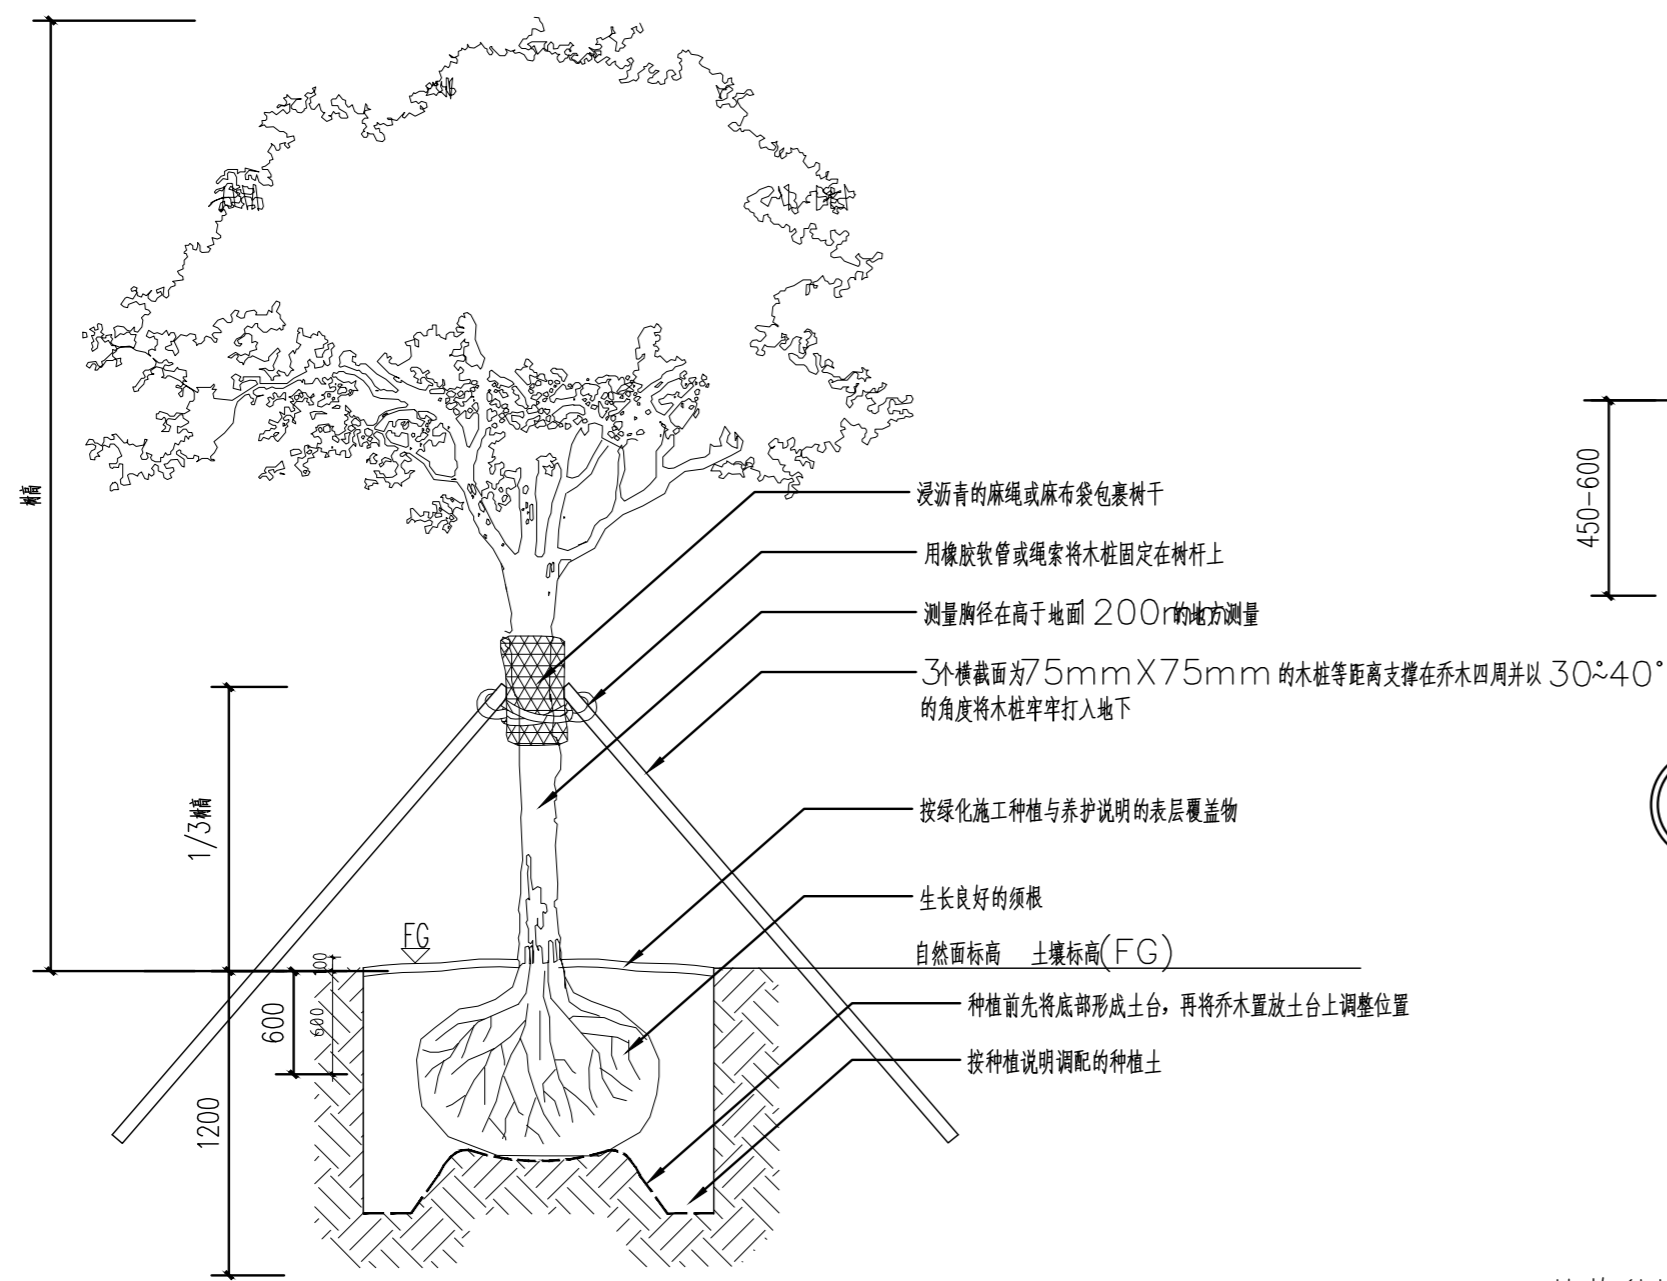 树高
浸沥青的麻绳或麻布袋包裹树干
450-600
用橡胶软管或绳索将木桩固定在树杆上
测量胸径在高于地面1200mm的地方测量
3个横截面为75mmX75mm的木桩等距离支撑在乔木四周并以30°~40°
的角度将木桩牢牢打入地下
1/3树高
按绿化施工种植与养护说明的表层覆盖物
生长良好的须根
FG
自然面标高 土壤标高(FG)
100
600
600
种植前先将底部形成土台，再将乔木置放土台上调整位置
按种植说明调配的种植土
1200